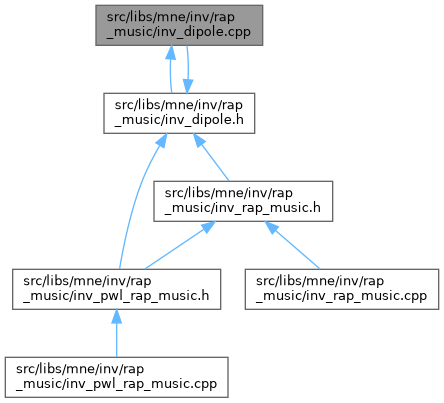 src/libs/mne/inv/rap
_music/inv_dipole.cpp
src/libs/mne/inv/rap
_music/inv_dipole.h
src/libs/mne/inv/rap
_music/inv_rap_music.h
src/libs/mne/inv/rap
_music/inv_pwl_rap_music.h
src/libs/mne/inv/rap
_music/inv_rap_music.cpp
src/libs/mne/inv/rap
_music/inv_pwl_rap_music.cpp